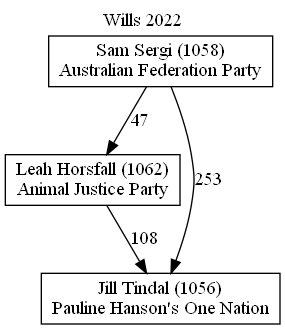 Wills 2022
Sam Sergi (1058)
Australian Federation Party
47
Leah Horsfall (1062)
Animal Justice Party
253
108
Jill Tindal (1056)
Pauline Hanson's One Nation